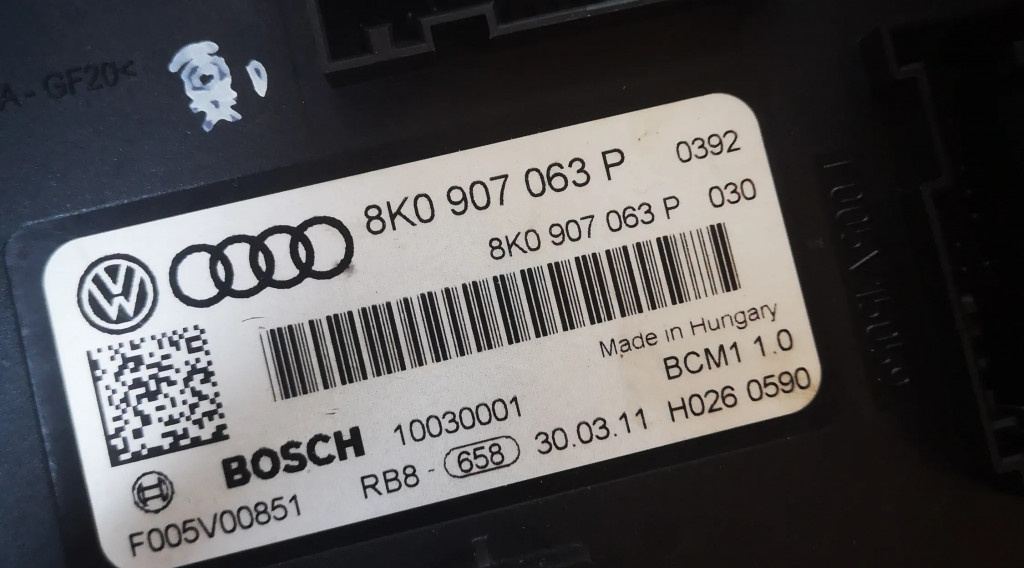 A - GF20<
8K0 907 063 P 0392
8K0 907 063 P 030
Made in Hungary
BCM1 1.0
BOSCH 10030001
RB8 - 658 30.03.11 H026 0590
F005V00851